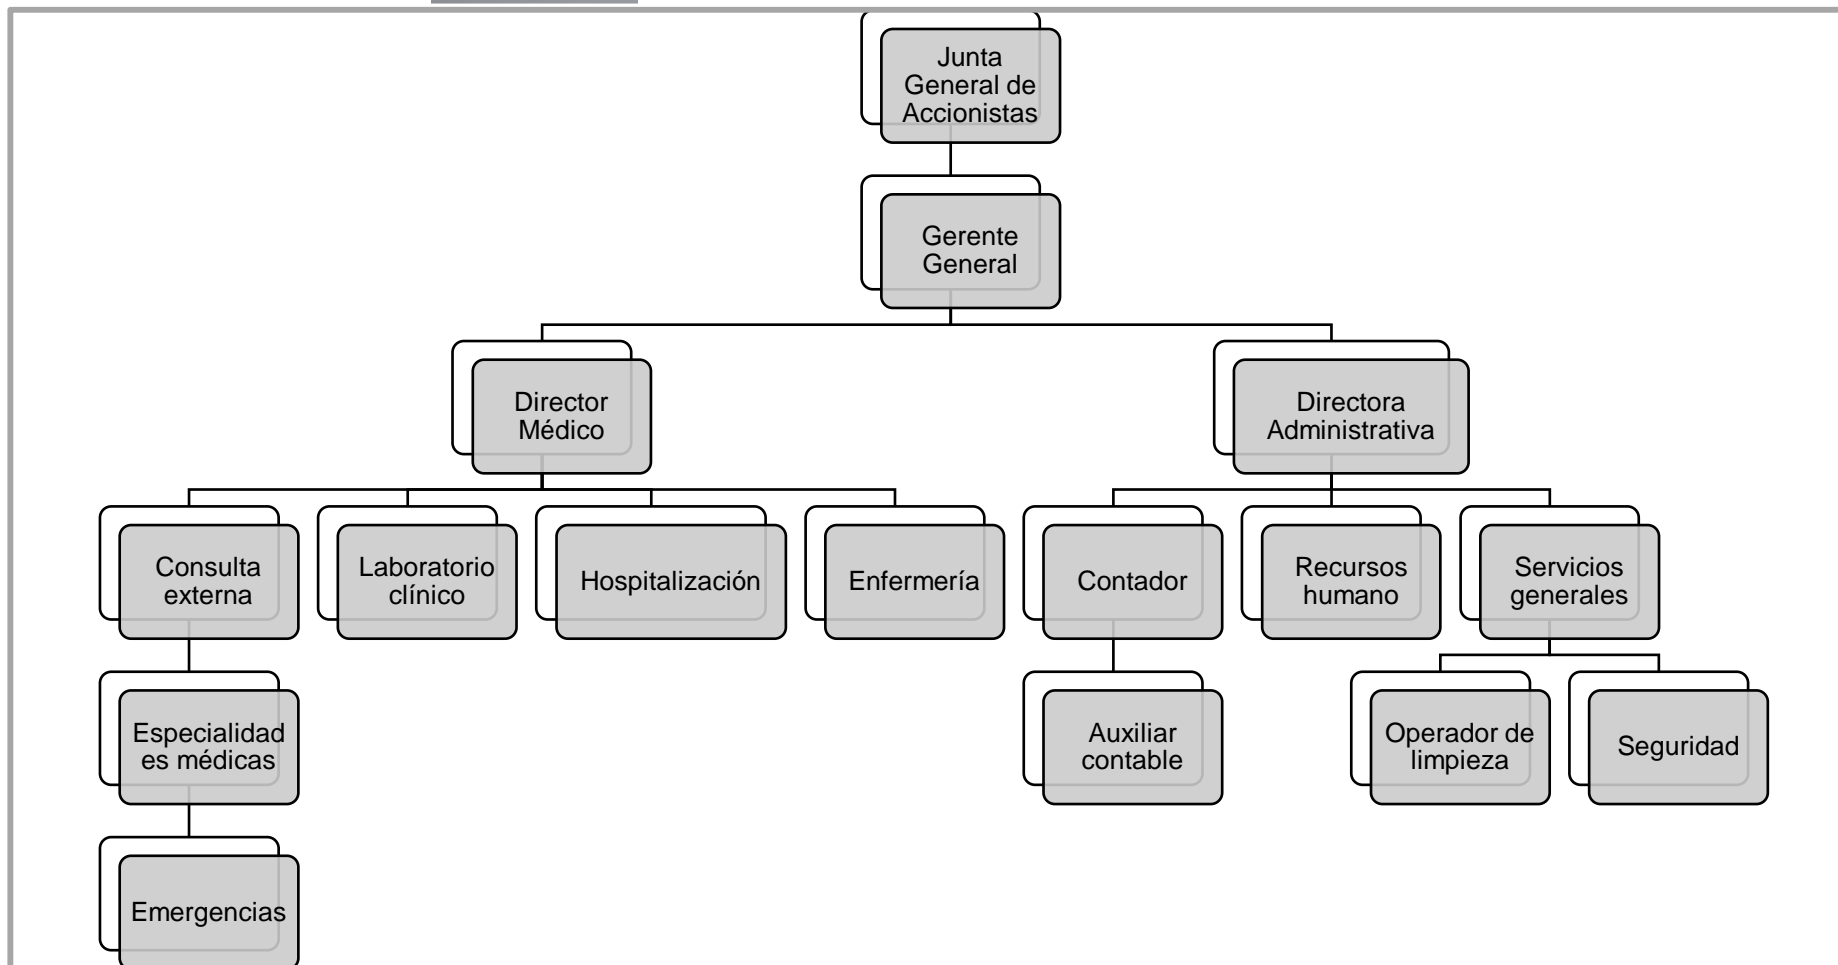 Junta
General de
Accionistas
Gerente
General
Director
Médico
Directora
Administrativa
Consulta
externa
Laboratorio
clínico
Hospitalización
Enfermería
Contador
Recursos
humano
Servicios
generales
Especialidad
es médicas
Auxiliar
contable
Operador de
limpieza
Seguridad
Emergencias